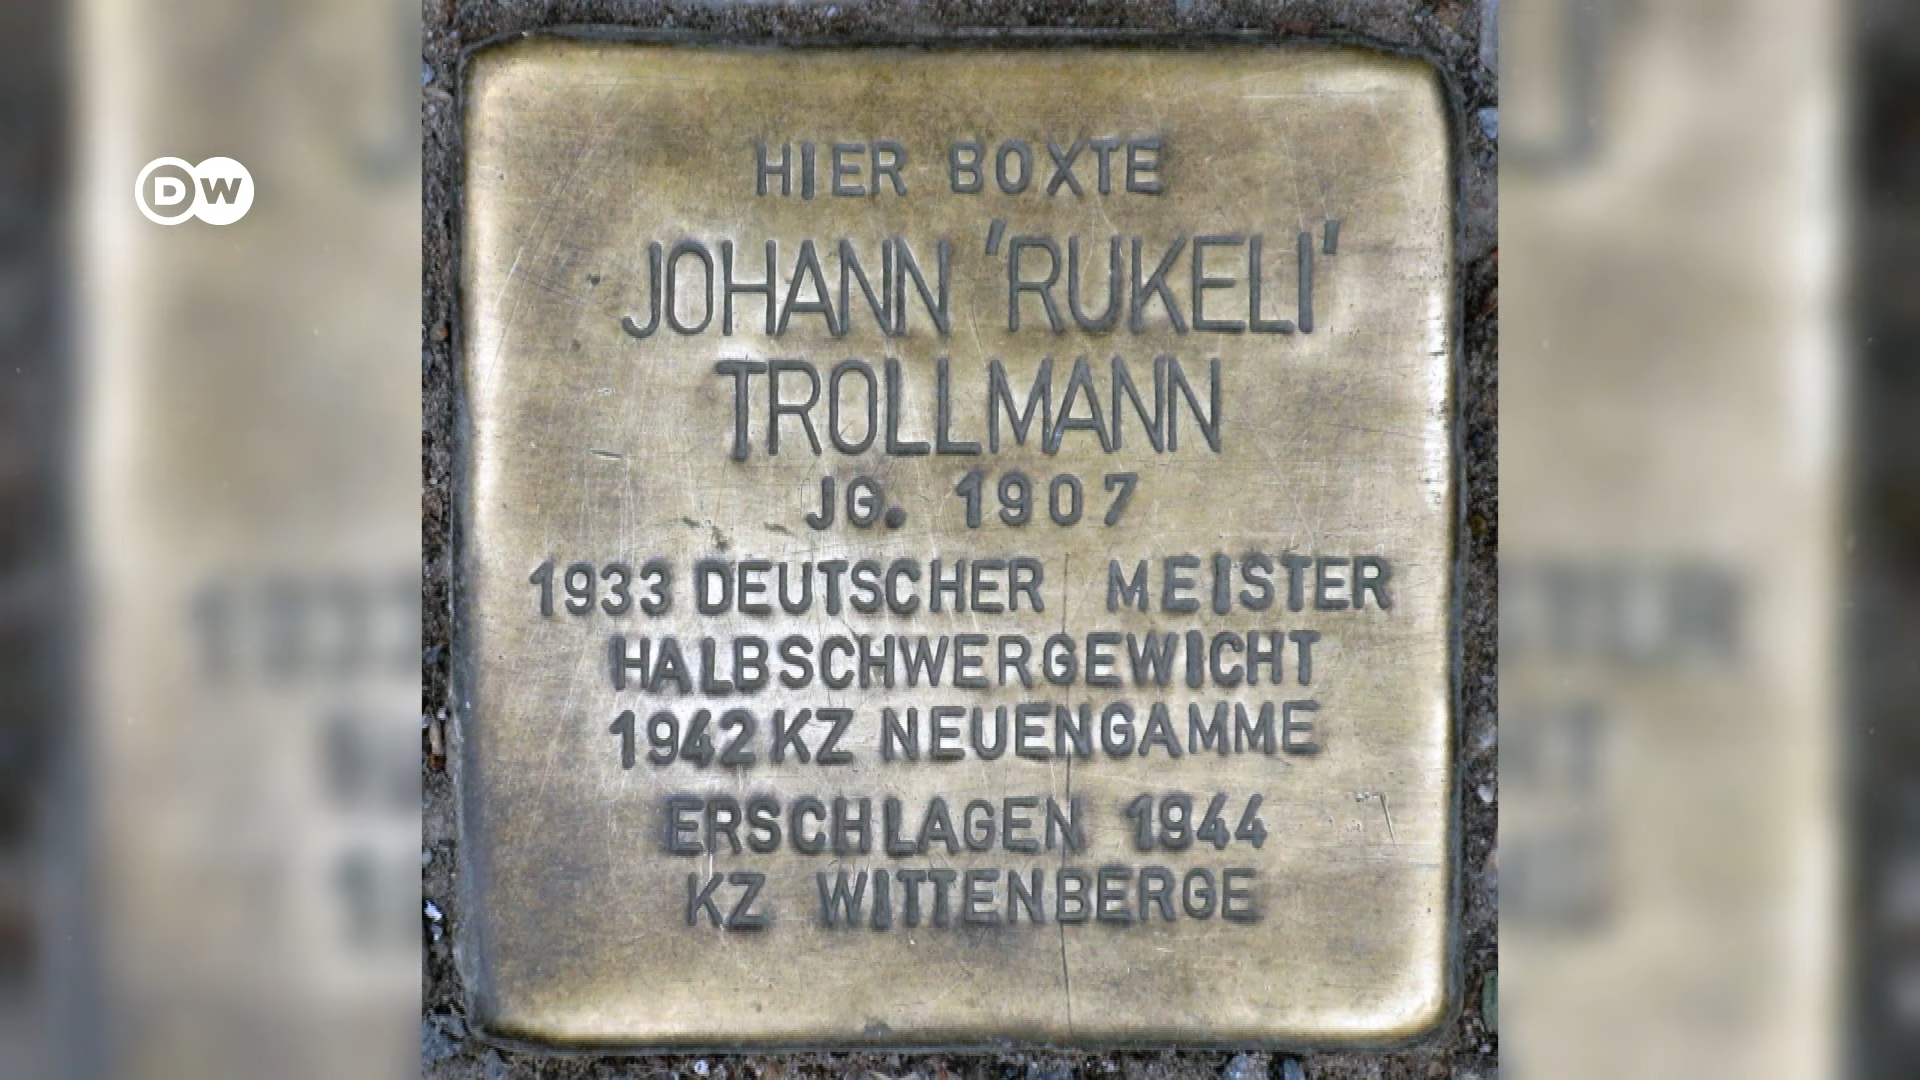 DW
HIER BOXTE
JOHANN 'RUKELI'
TROLLMANN
JG. 1907
1933 DEUTSCHER MEISTER
HALBSCHWERGEWICHT
1942 KZ NEUENGAMME
ERSCHLAGEN 1944
KZ WITTENBERGE